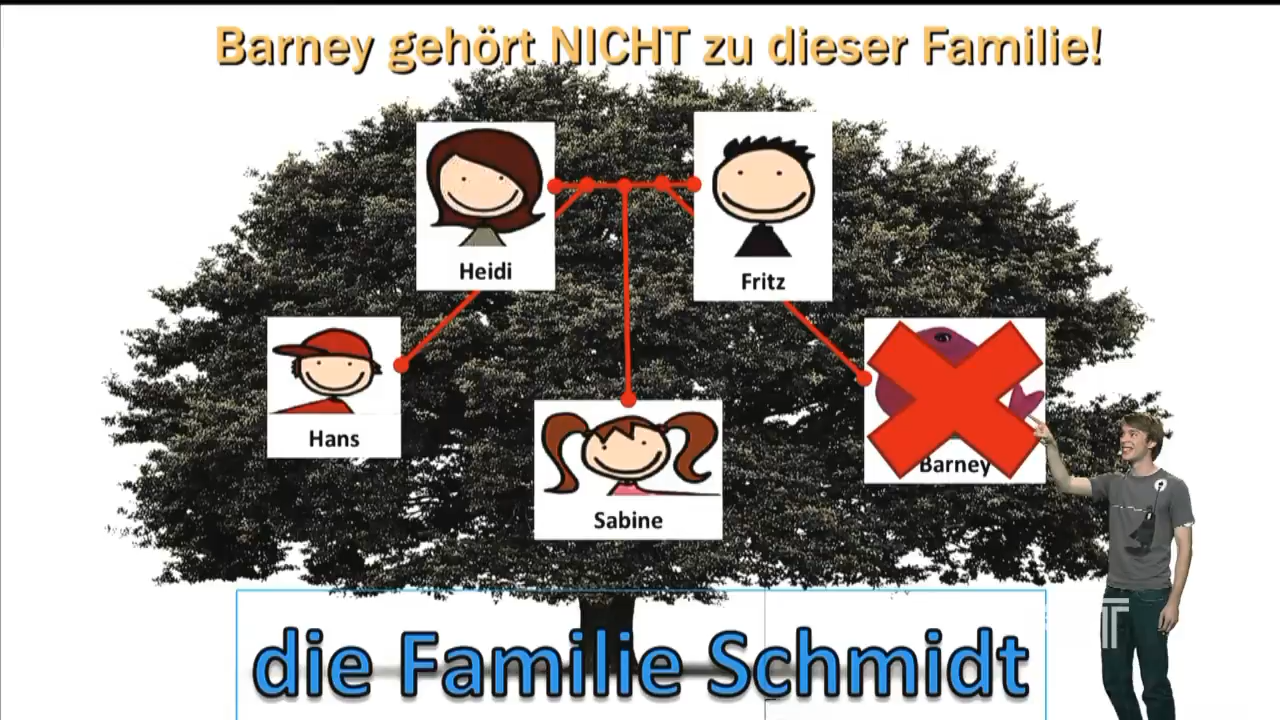 Barney gehört NICHT zu dieser Familie!
Heidi
Fritz
Hans
Barney
Sabine
die Familie Schmidt